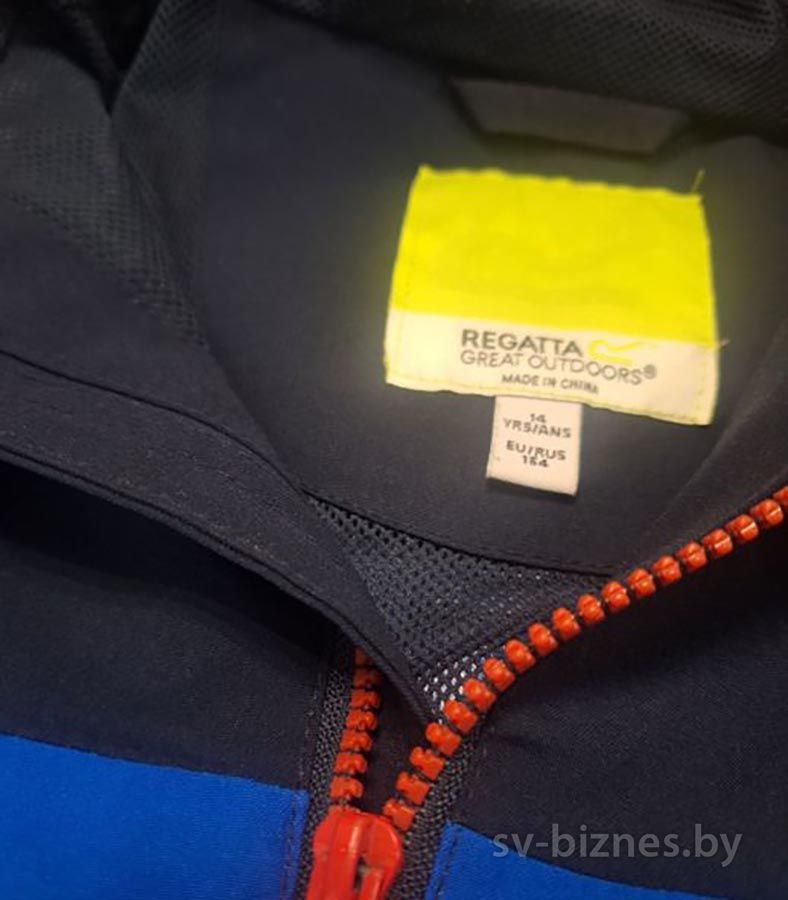 REGATTA
GREAT OUTDOORS®
MADE IN CHINA
14
YRS/ANS
EU/RUS
164
sv-biznes.by